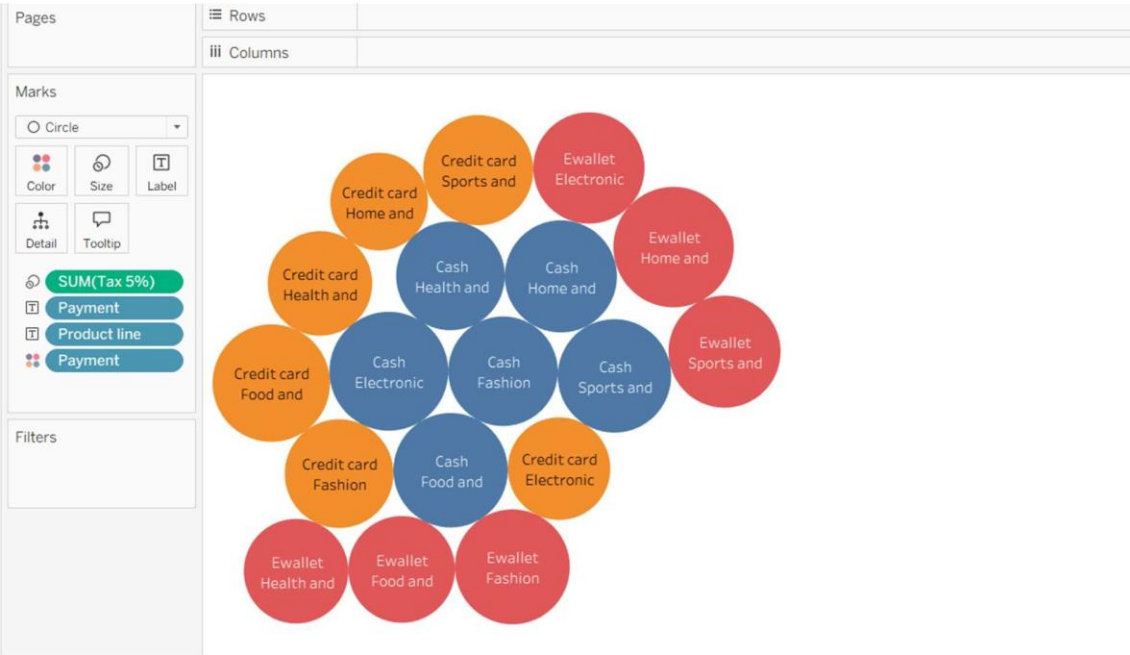 Pages
Rows
Columns
Marks
Circle
Color
Size
Label
Detail
Tooltip
SUM(Tax 5%)
Payment
Product line
Payment
Filters
Credit card
Sports and
Ewallet
Electronic
Credit card
Home and
Ewallet
Home and
Cash
Health and
Cash
Home and
Credit card
Health and
Ewallet
Sports and
Cash
Electronic
Cash
Fashion
Cash
Sports and
Credit card
Food and
Credit card
Fashion
Cash
Food and
Credit card
Electronic
Ewallet
Health and
Ewallet
Food and
Ewallet
Fashion